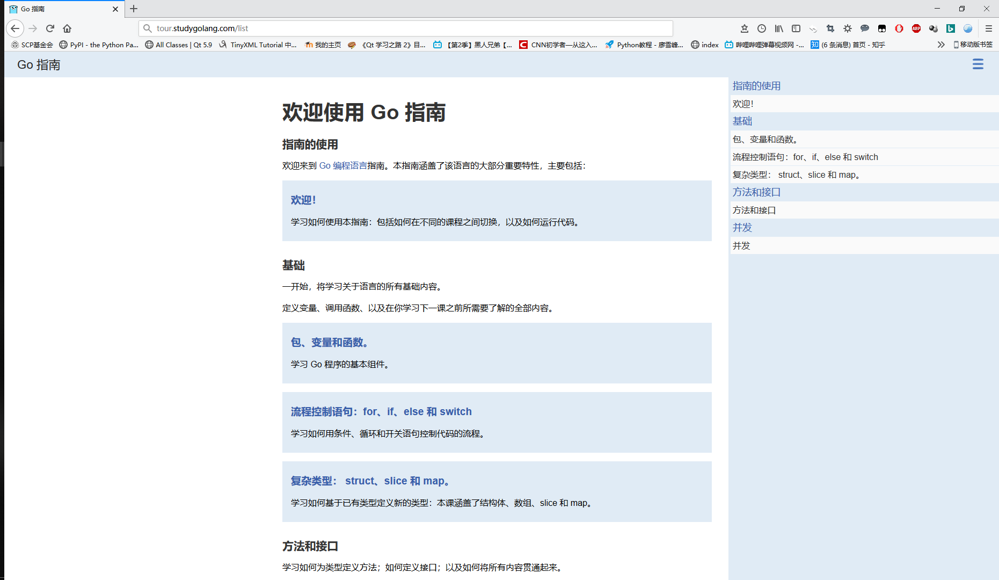 Go 指南
tour.studygolang.com/list
SCP基金会
PyPI - the Python Pa...
All Classes | Qt 5.9
TinyXML Tutorial 中...
我的主页
《Qt 学习之路 2》目...
【第2季】黑人兄弟【...
CNN初学者—从这入...
Python教程 - 廖雪峰...
index
哔哩哔哩弹幕视频网 -...
(6 条消息) 首页 - 知乎
移动版书签
Go 指南
欢迎使用 Go 指南
指南的使用
欢迎来到 Go 编程语言指南。本指南涵盖了该语言的大部分重要特性，主要包括：
欢迎！
学习如何使用本指南：包括如何在不同的课程之间切换，以及如何运行代码。
基础
一开始，将学习关于语言的所有基础内容。
定义变量、调用函数、以及在你学习下一课之前所需要了解的全部内容。
包、变量和函数。
学习 Go 程序的基本组件。
流程控制语句：for、if、else 和 switch
学习如何用条件、循环和开关语句控制代码的流程。
复杂类型： struct、slice 和 map。
学习如何基于已有类型定义新的类型：本课涵盖了结构体、数组、slice 和 map。
方法和接口
学习如何为类型定义方法；如何定义接口；以及如何将所有内容贯通起来。
指南的使用
欢迎！
基础
包、变量和函数。
流程控制语句：for、if、else 和 switch
复杂类型： struct、slice 和 map。
方法和接口
方法和接口
并发
并发